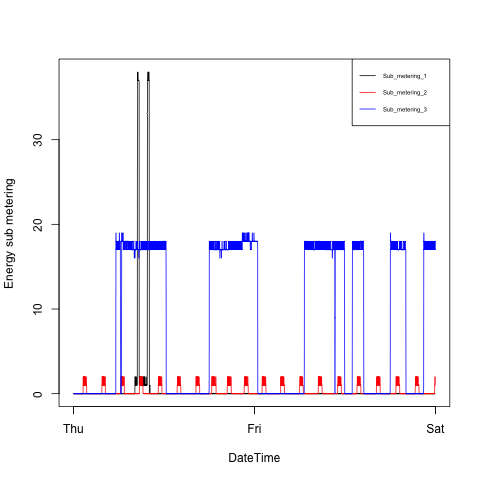 Sub_metering_1
Sub_metering_2
Sub_metering_3
Energy sub metering
30
20
10
0
Thu Fri Sat
DateTime